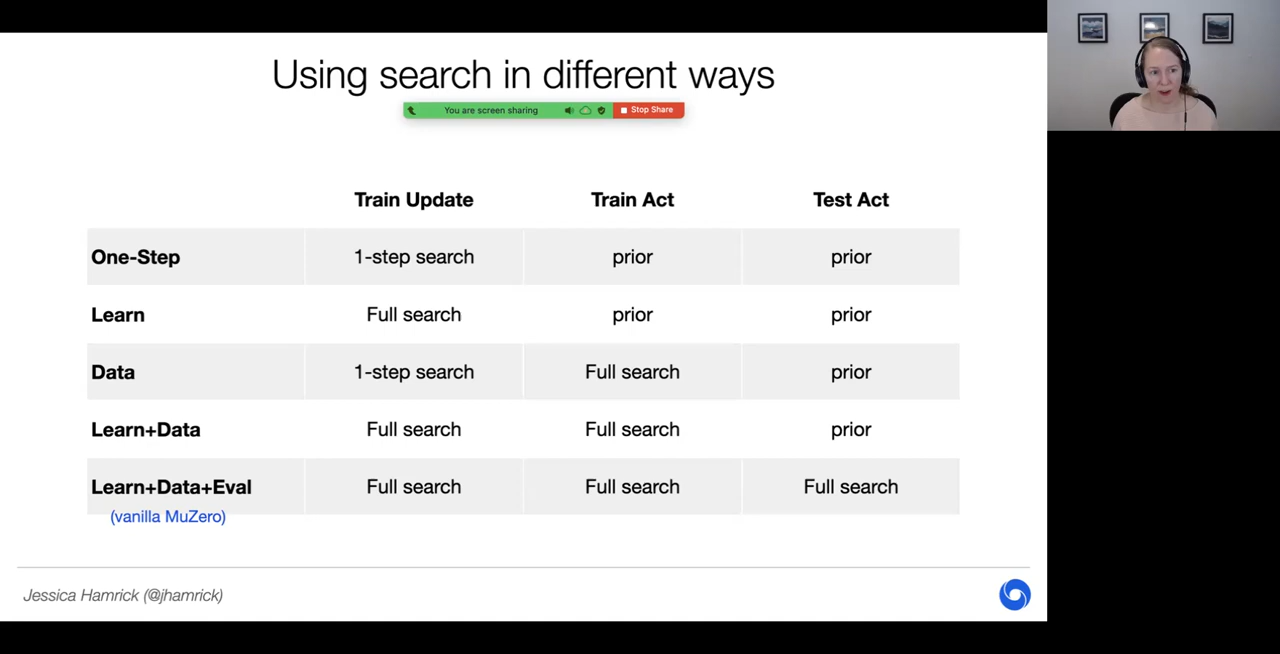 Using search in different ways
You are screen sharing Stop Share
Train Update Train Act Test Act
One-Step 1-step search prior prior
Learn Full search prior prior
Data 1-step search Full search prior
Learn+Data Full search Full search prior
Learn+Data+Eval Full search Full search Full search
(vanilla MuZero)
Jessica Hamrick (@jhamrick)